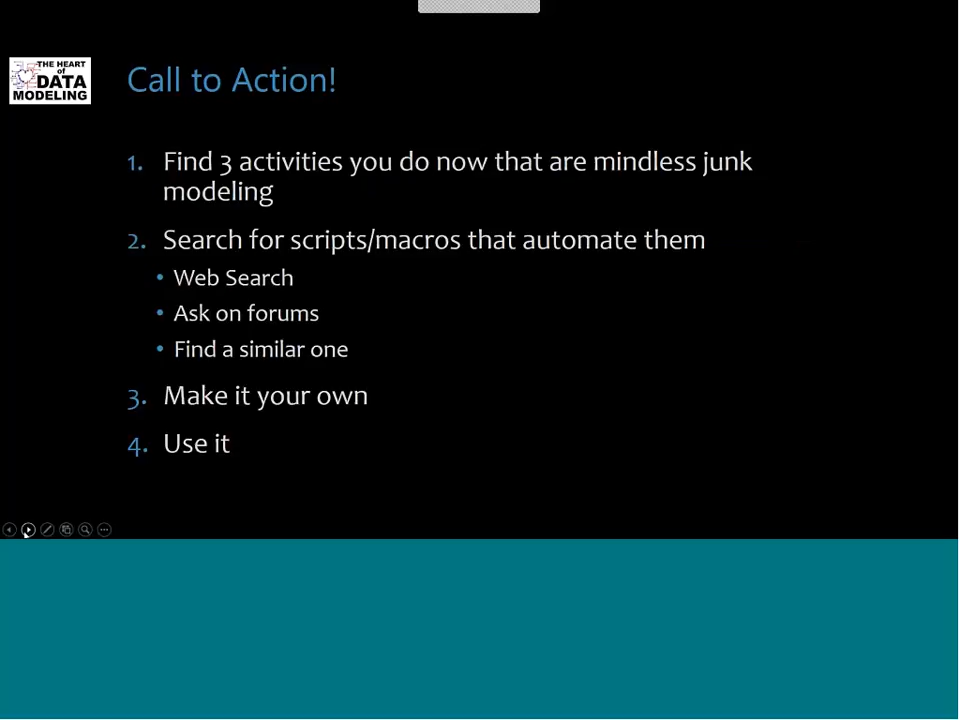 THE HEART
of
DATA
MODELING
Call to Action!
1. Find 3 activities you do now that are mindless junk
modeling
2. Search for scripts/macros that automate them
• Web Search
• Ask on forums
• Find a similar one
3. Make it your own
4. Use it